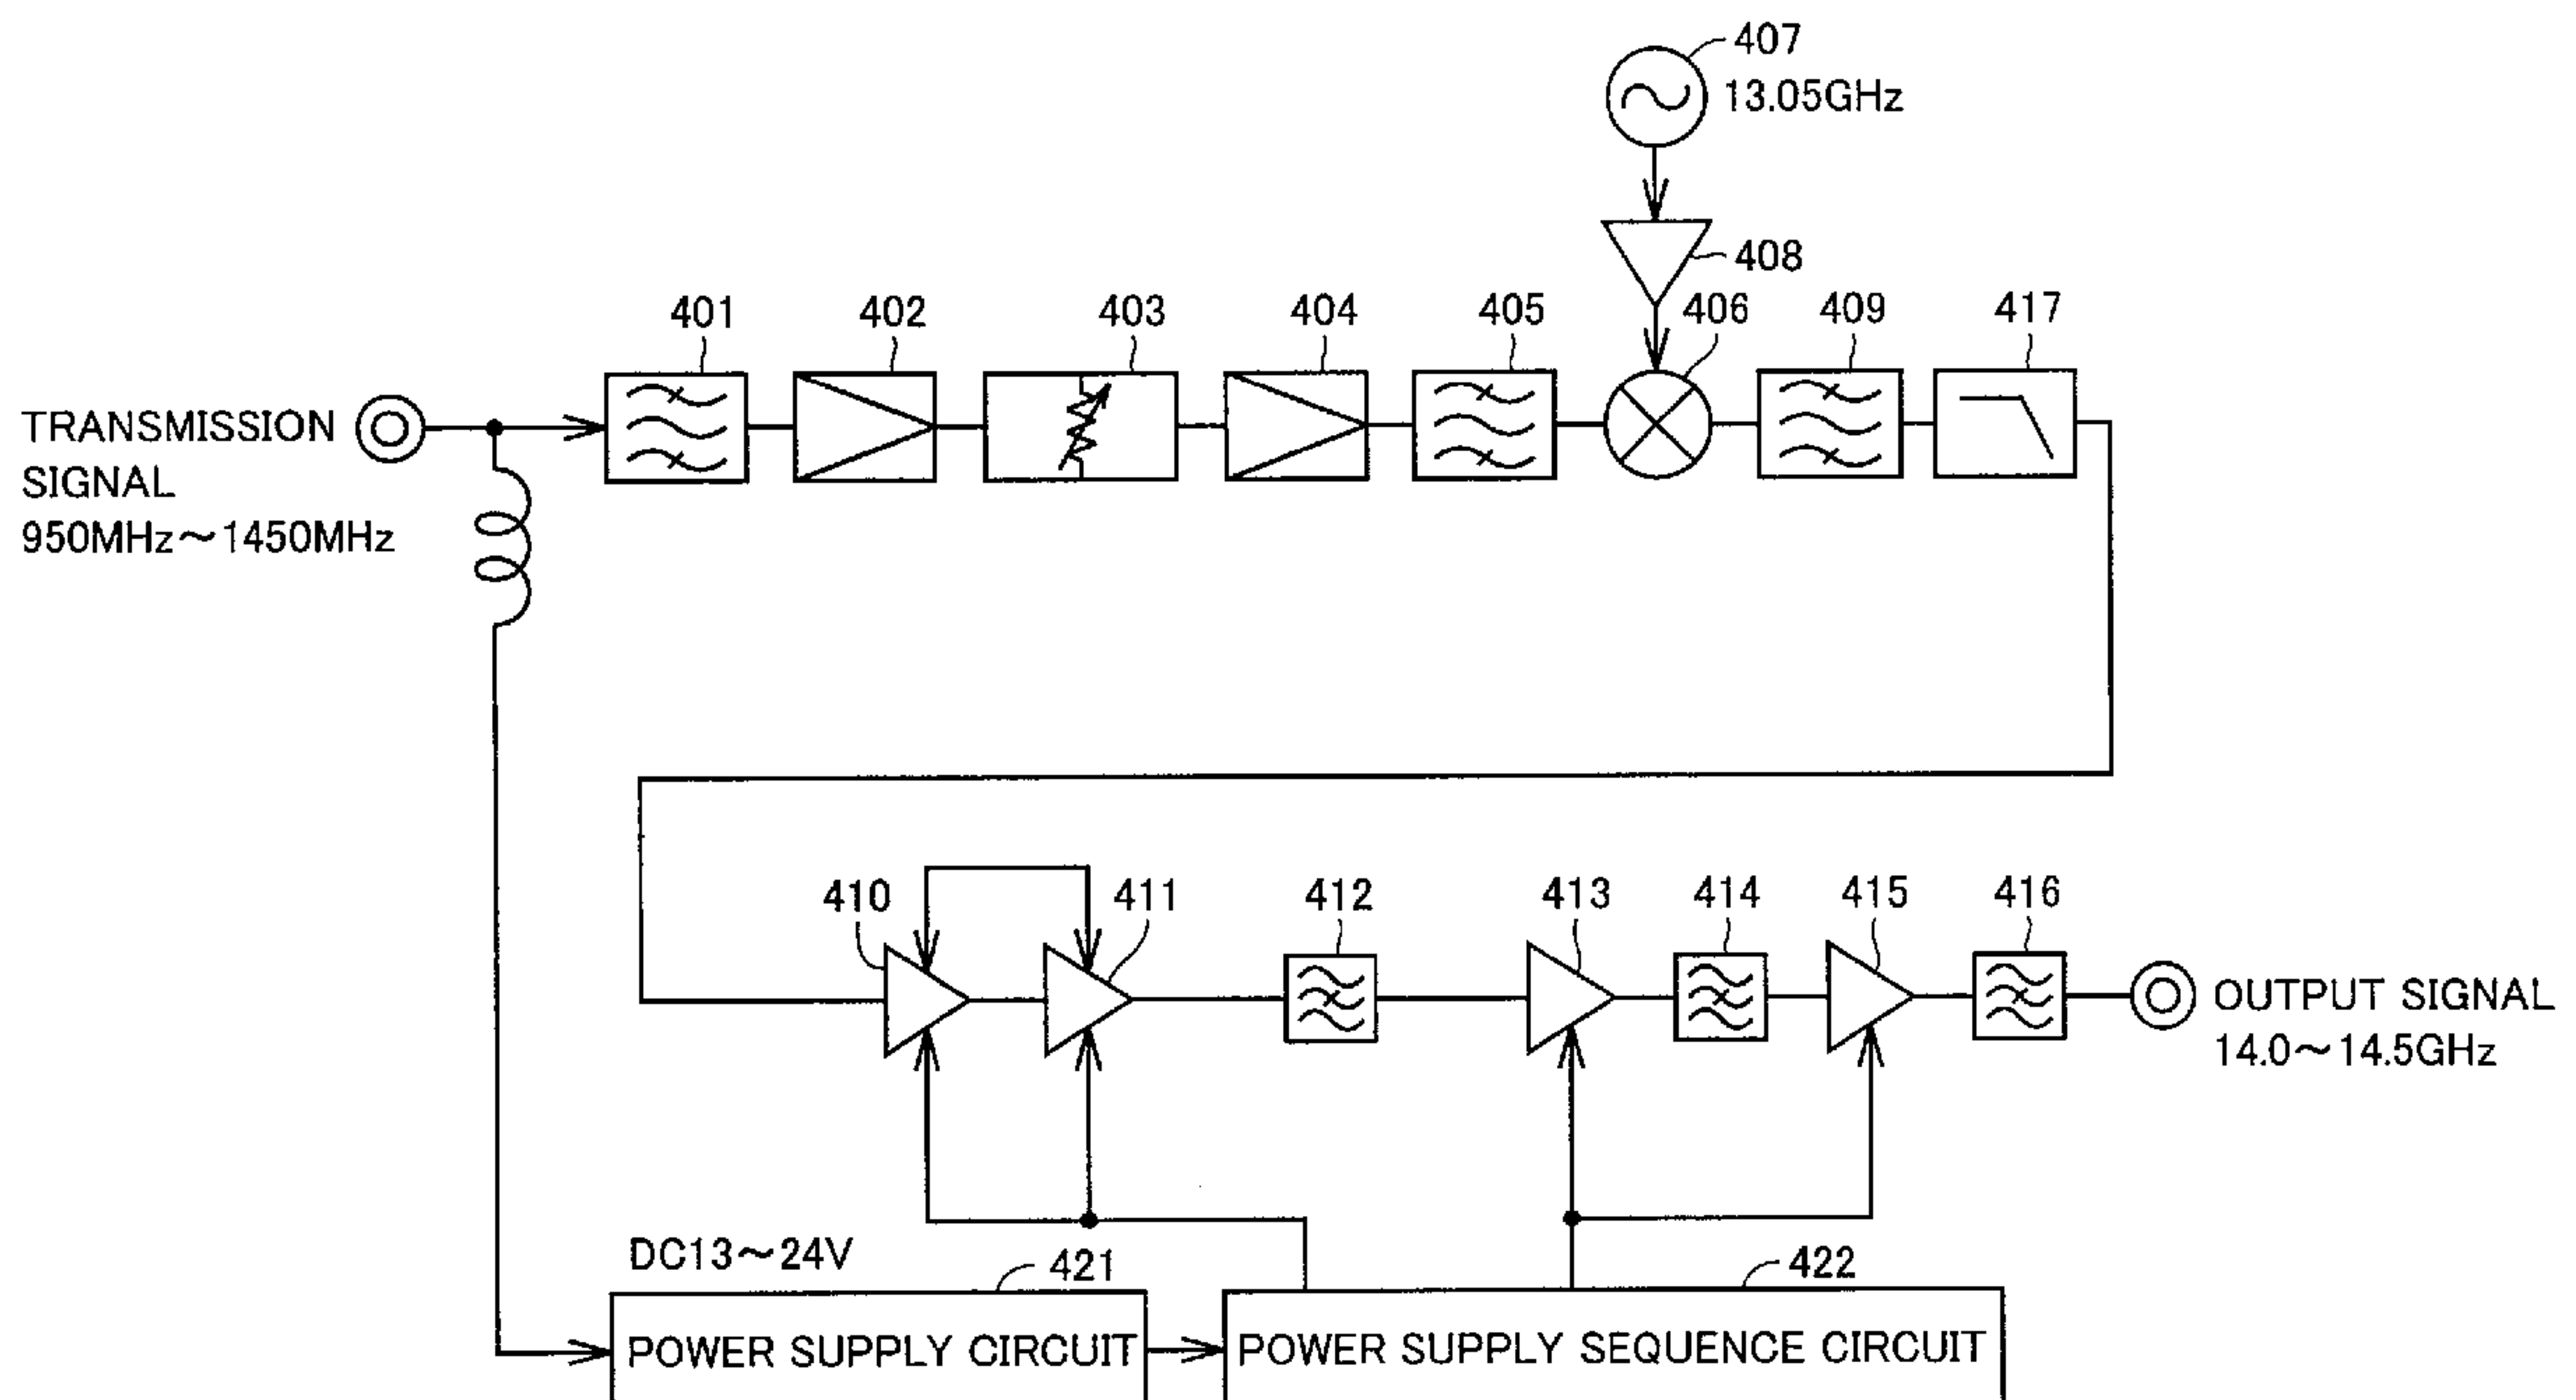 407
13.05GHz
408
401
402
403
404
405
406
409
417
TRANSMISSION
SIGNAL
950MHz～1450MHz
410
411
412
413
414
415
416
OUTPUT SIGNAL
14.0～14.5GHz
DC13～24V
421
422
POWER SUPPLY CIRCUIT
POWER SUPPLY SEQUENCE CIRCUIT